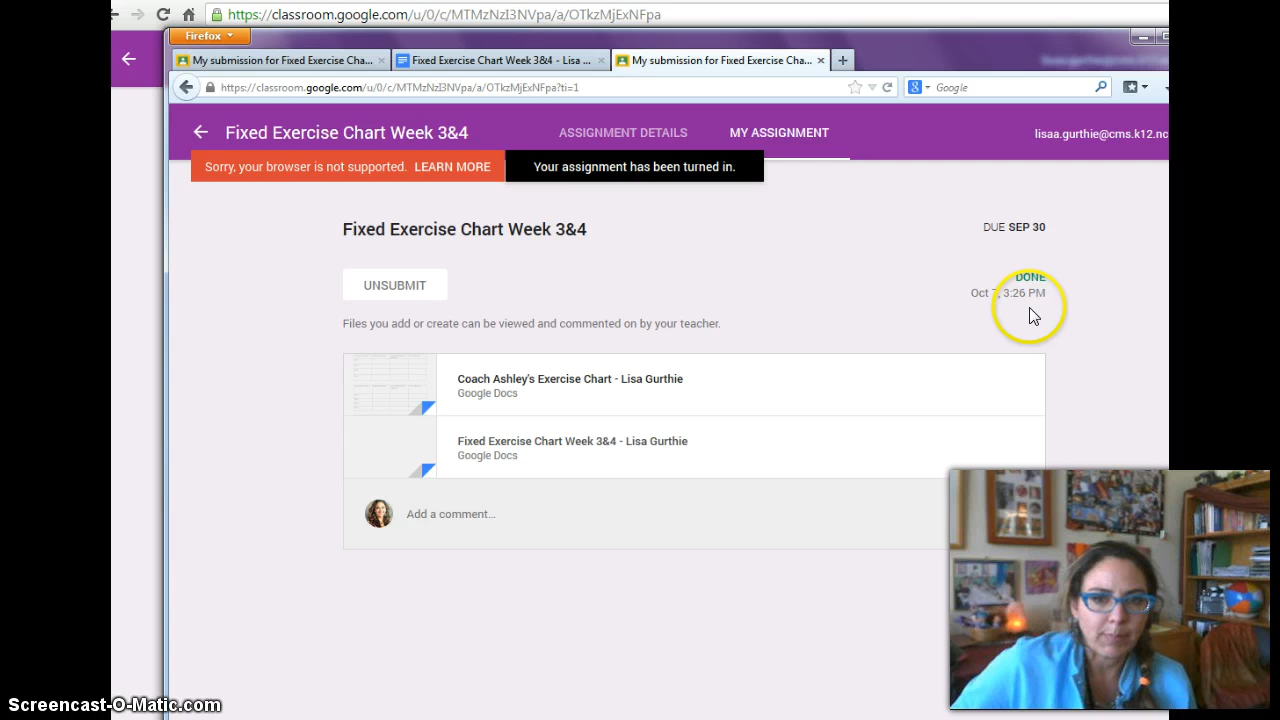 https://classroom.google.com/u/0/c/MTMzNzI3NVpa/a/OTkzMjExNFpa
Firefox
My submission for Fixed Exercise Cha...
Fixed Exercise Chart Week 3&4 - Lisa ...
My submission for Fixed Exercise Cha...
https://classroom.google.com/u/0/c/MTMzNzI3NVpa/a/OTkzMjExNFpa?ti=1
Google
Fixed Exercise Chart Week 3&4
ASSIGNMENT DETAILS
MY ASSIGNMENT
lisaa.gurthie@cms.k12.nc
Sorry, your browser is not supported. LEARN MORE
Your assignment has been turned in.
Fixed Exercise Chart Week 3&4
DUE SEP 30
UNSUBMIT
DONE
Oct 7, 3:26 PM
Files you add or create can be viewed and commented on by your teacher.
Coach Ashley's Exercise Chart - Lisa Gurthie
Google Docs
Fixed Exercise Chart Week 3&4 - Lisa Gurthie
Google Docs
Add a comment...
Screencast-O-Matic.com